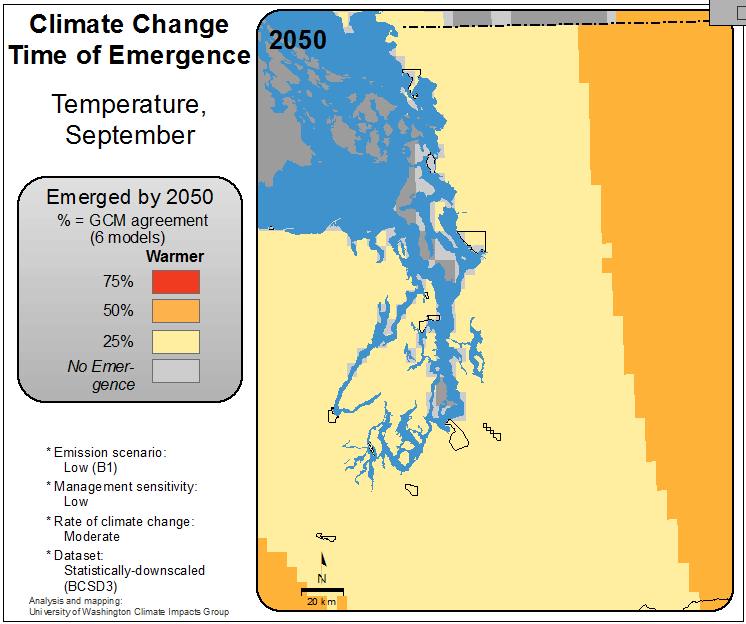 Climate Change
Time of Emergence
Temperature,
September
Emerged by 2050
% = GCM agreement
(6 models)
Warmer
75%
50%
25%
No Emer-
gence
* Emission scenario:
Low (B1)
* Management sensitivity:
Low
* Rate of climate change:
Moderate
* Dataset:
Statistically-downscaled
(BCSD3)
Analysis and mapping:
University of Washington Climate Impacts Group
2050
N
20 km